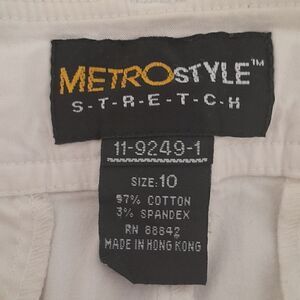 METROSTYLE™
S-T-R-E-T-C-H
11-9249-1
SIZE: 10
97% COTTON
3% SPANDEX
RN 88842
MADE IN HONG KONG